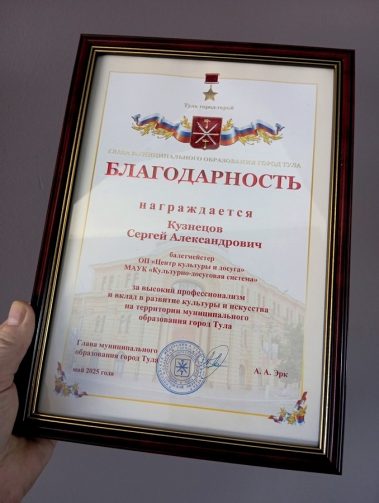 Тула город-герой
ГЛАВА МУНИЦИПАЛЬНОГО ОБРАЗОВАНИЯ ГОРОД ТУЛА
БЛАГОДАРНОСТЬ
награждается
Кузнецов
Сергей Александрович
балетмейстер
ОП «Центр культуры и досуга»
МАУК «Культурно-досуговая система»
за высокий профессионализм
и вклад в развитие культуры и искусства
на территории муниципального
образования город Тула
Глава муниципального
образования город Тула
А. А. Эрк
май 2025 года